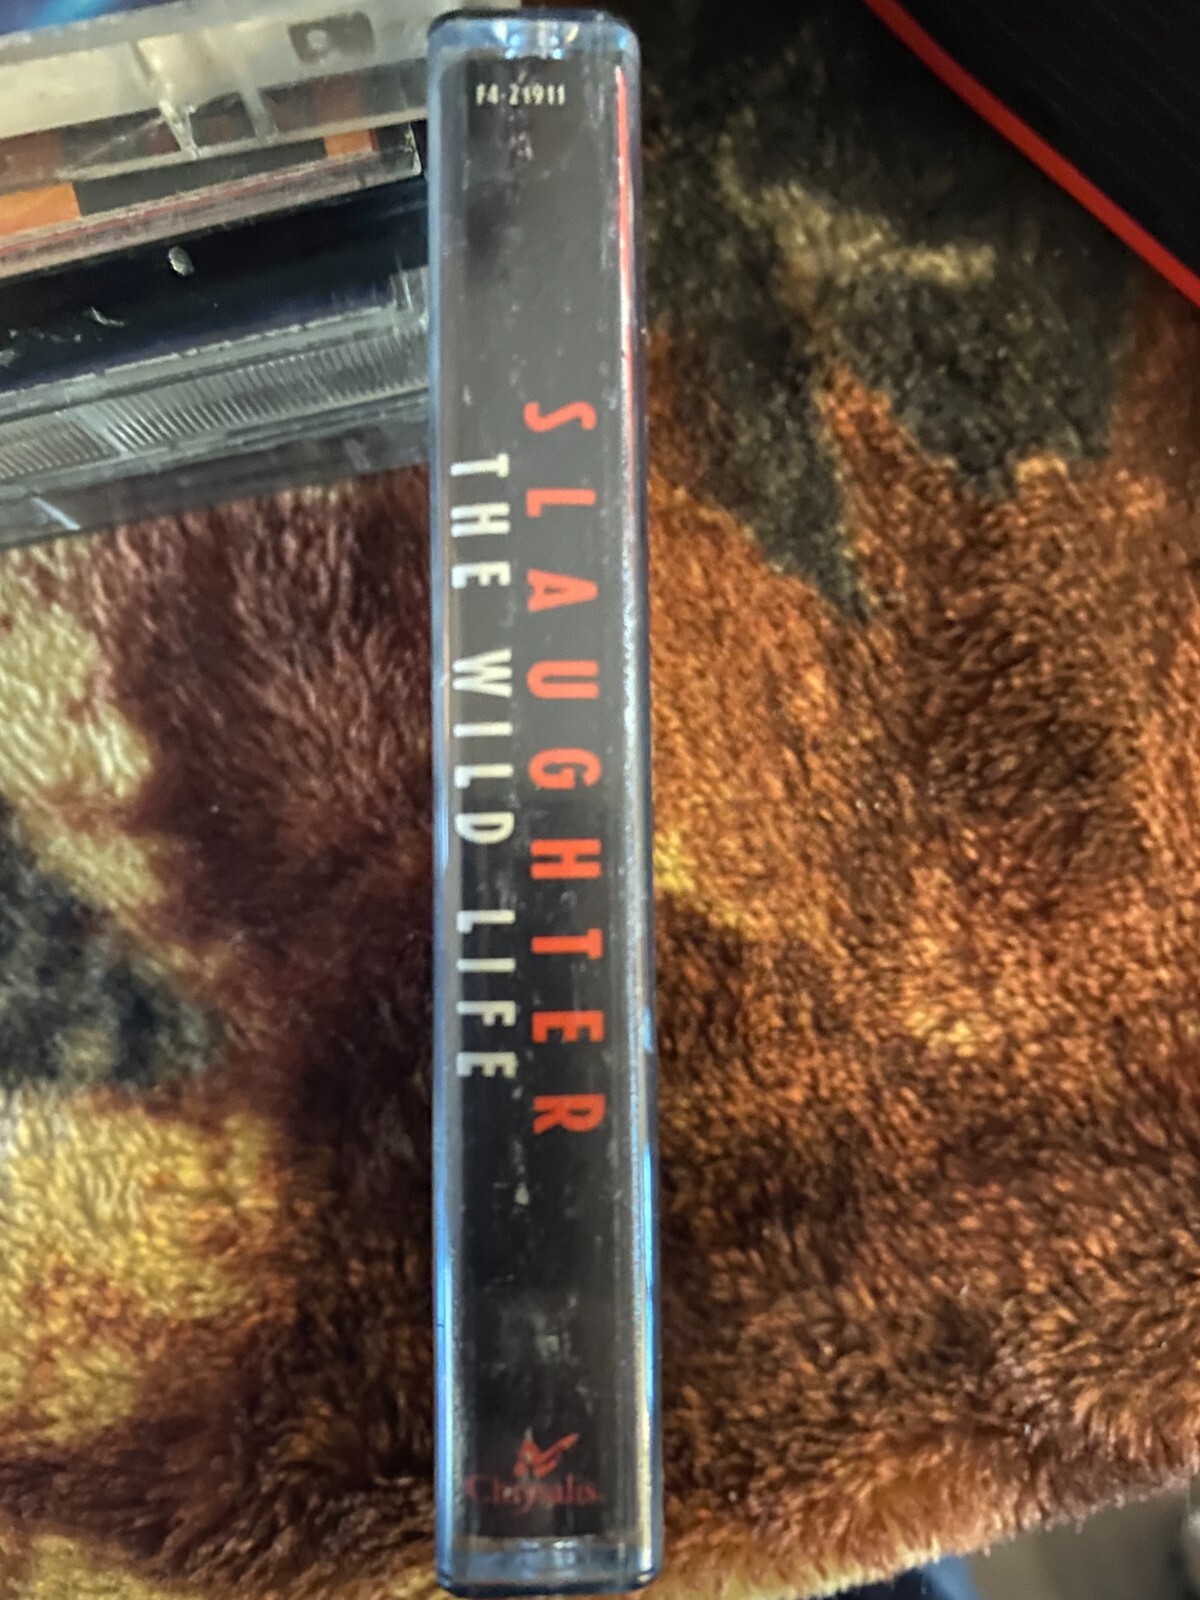 F4-21911
SLAUGHTER
THE WILD LIFE
Chrysalis.